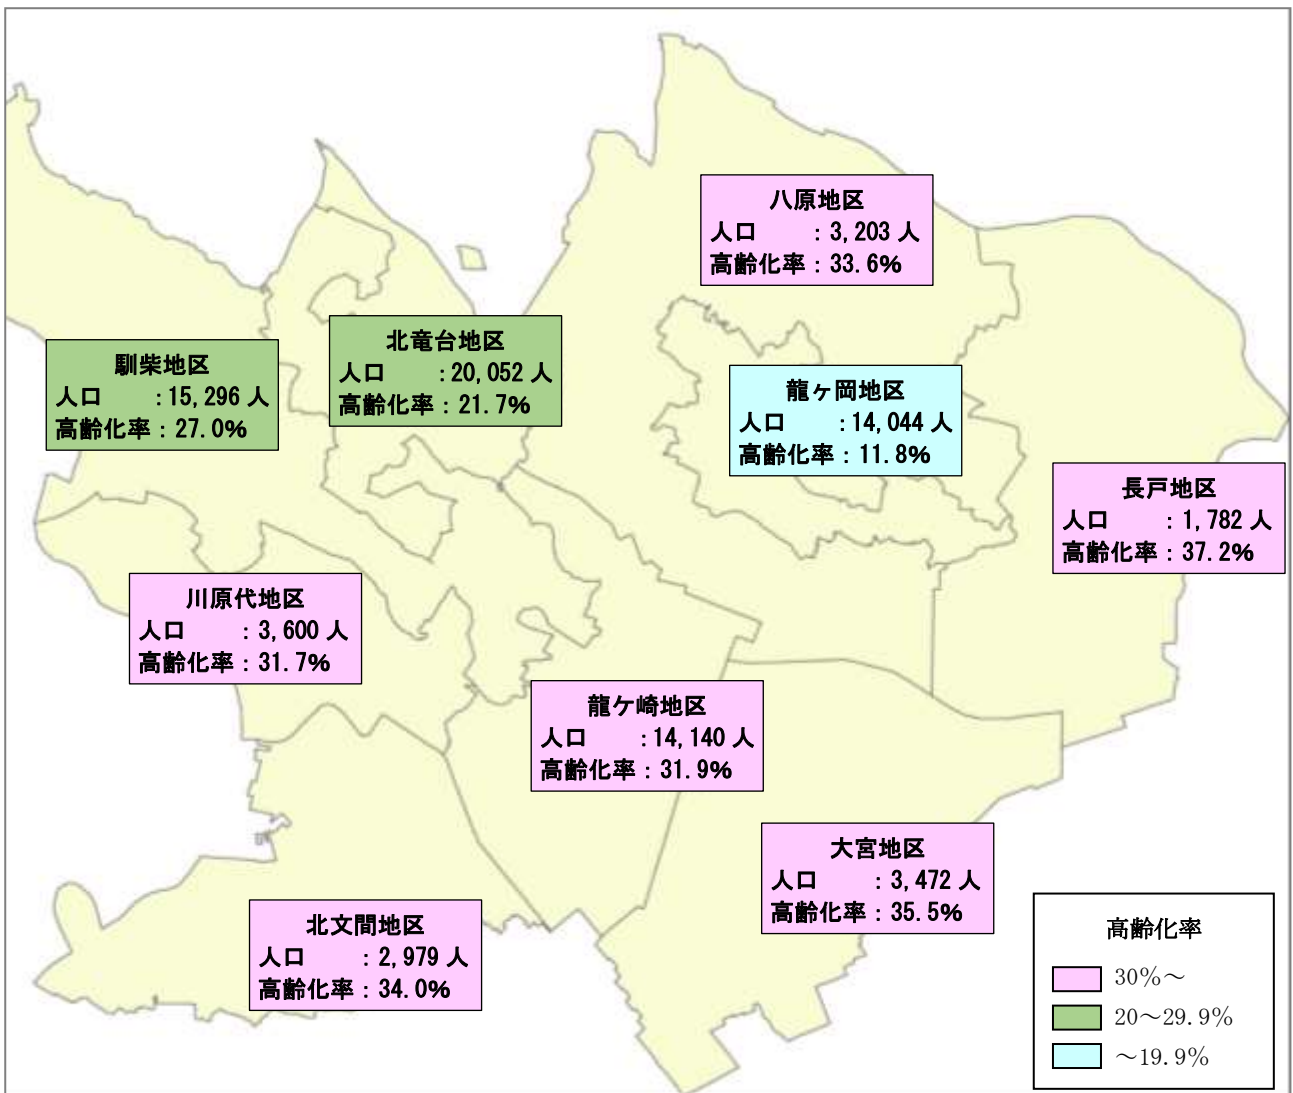 八原地区
人口　　：3,203 人
高齢化率：33.6%
北竜台地区
人口　　：20,052 人
高齢化率：21.7%
馴柴地区
人口　　：15,296 人
高齢化率：27.0%
龍ヶ岡地区
人口　　：14,044 人
高齢化率：11.8%
長戸地区
人口　　：1,782 人
高齢化率：37.2%
川原代地区
人口　　：3,600 人
高齢化率：31.7%
龍ケ崎地区
人口　　：14,140 人
高齢化率：31.9%
大宮地区
人口　　：3,472 人
高齢化率：35.5%
北文間地区
人口　　：2,979 人
高齢化率：34.0%
高齢化率
30%～
20～29.9%
～19.9%